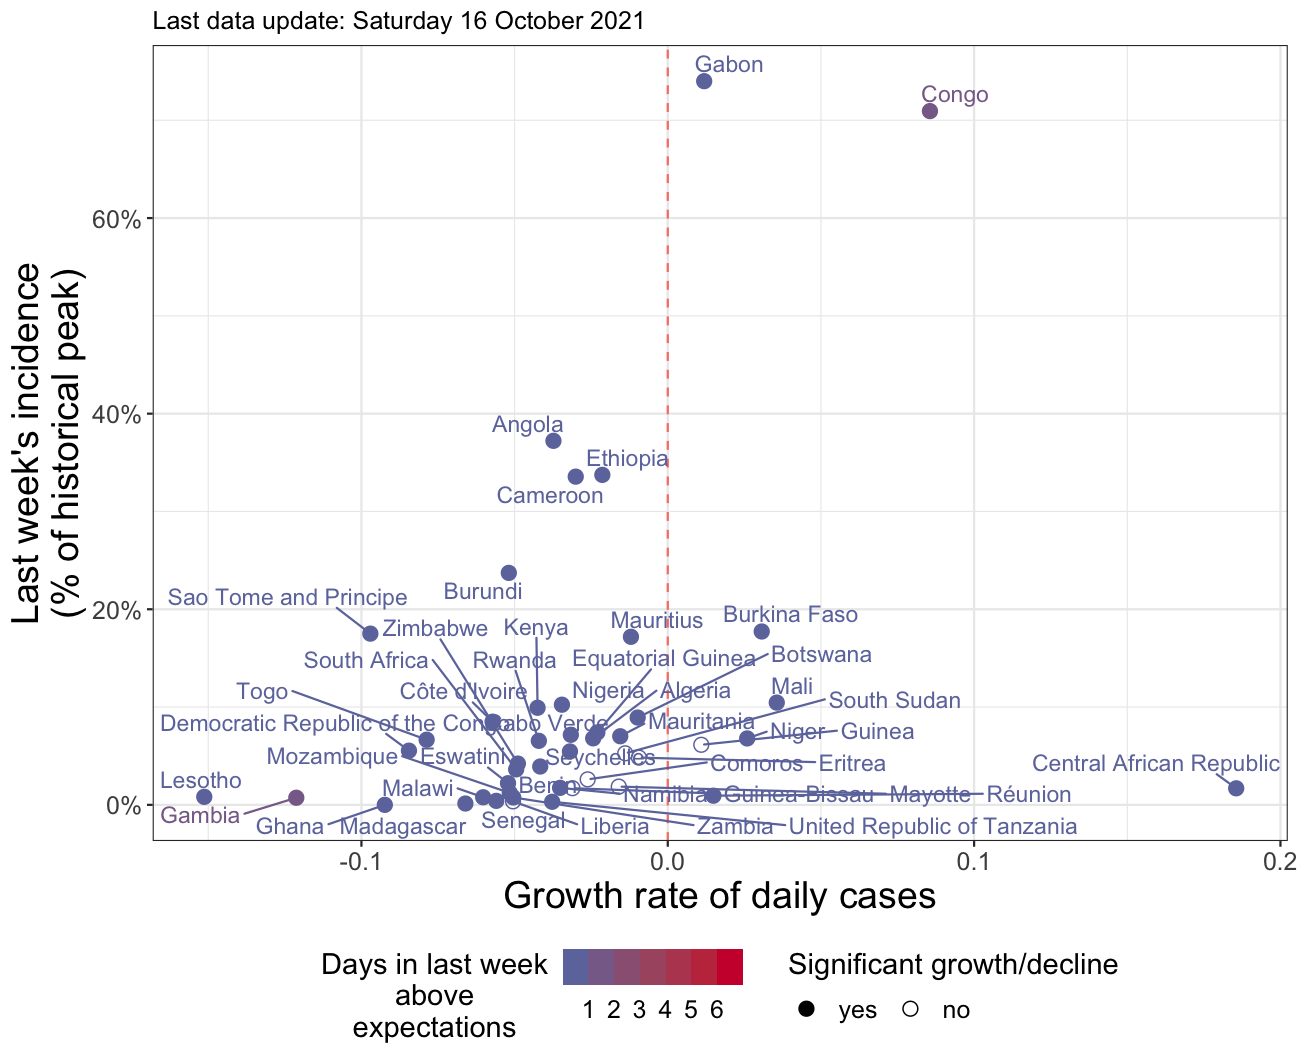 Last data update: Saturday 16 October 2021
Gabon
Congo
60%
40%
20%
0%
Last week's incidence
(% of historical peak)
Angola
Ethiopia
Cameroon
Burundi
Sao Tome and Principe
Zimbabwe
Kenya
Mauritius
Burkina Faso
South Africa
Rwanda
Equatorial Guinea
Botswana
Togo
Côte d'Ivoire
Nigeria
Algeria
Mali
South Sudan
Democratic Republic of the Congo
Cabo Verde
Mauritania
Niger
Guinea
Mozambique
Eswatini
Seychelles
Comoros
Eritrea
Central African Republic
Lesotho
Malawi
Benin
Namibia
Guinea-Bissau
Mayotte
Réunion
Gambia
Ghana
Madagascar
Senegal
Liberia
Zambia
United Republic of Tanzania
-0.1
0.0
0.1
0.2
Growth rate of daily cases
Days in last week
above
expectations
1 2 3 4 5 6
Significant growth/decline
yes
no